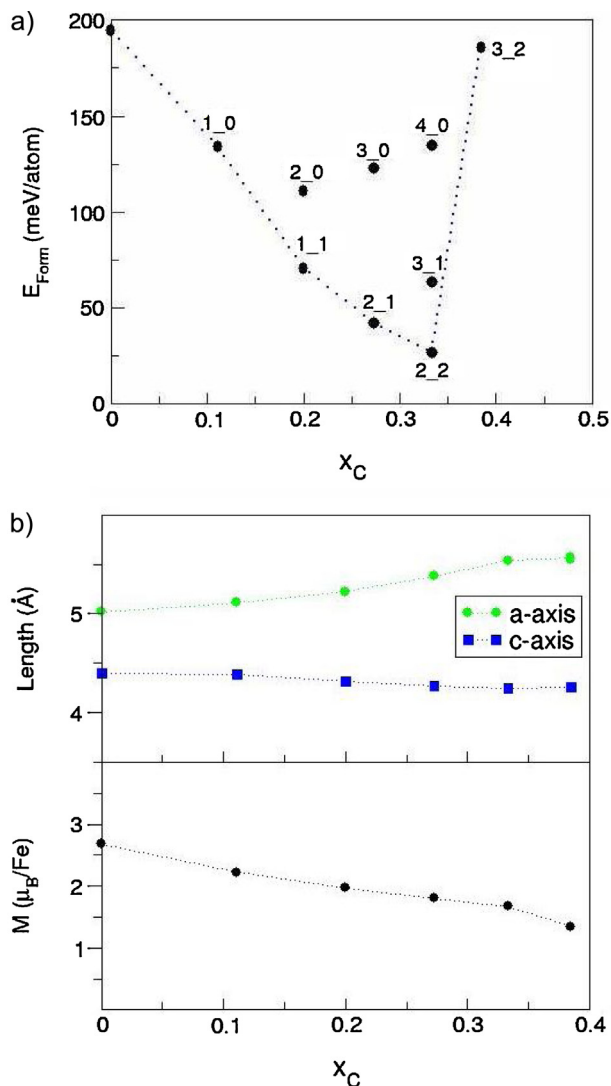 a)
200
150
100
50
0
E_Form (meV/atom)
1_0
2_0
3_0
4_0
3_2
1_1
2_1
3_1
2_2
0 0.1 0.2 0.3 0.4 0.5
x_C
b)
5
4
Length (Å)
a-axis
c-axis
3
2
1
M (μ_B/Fe)
0 0.1 0.2 0.3 0.4
x_C